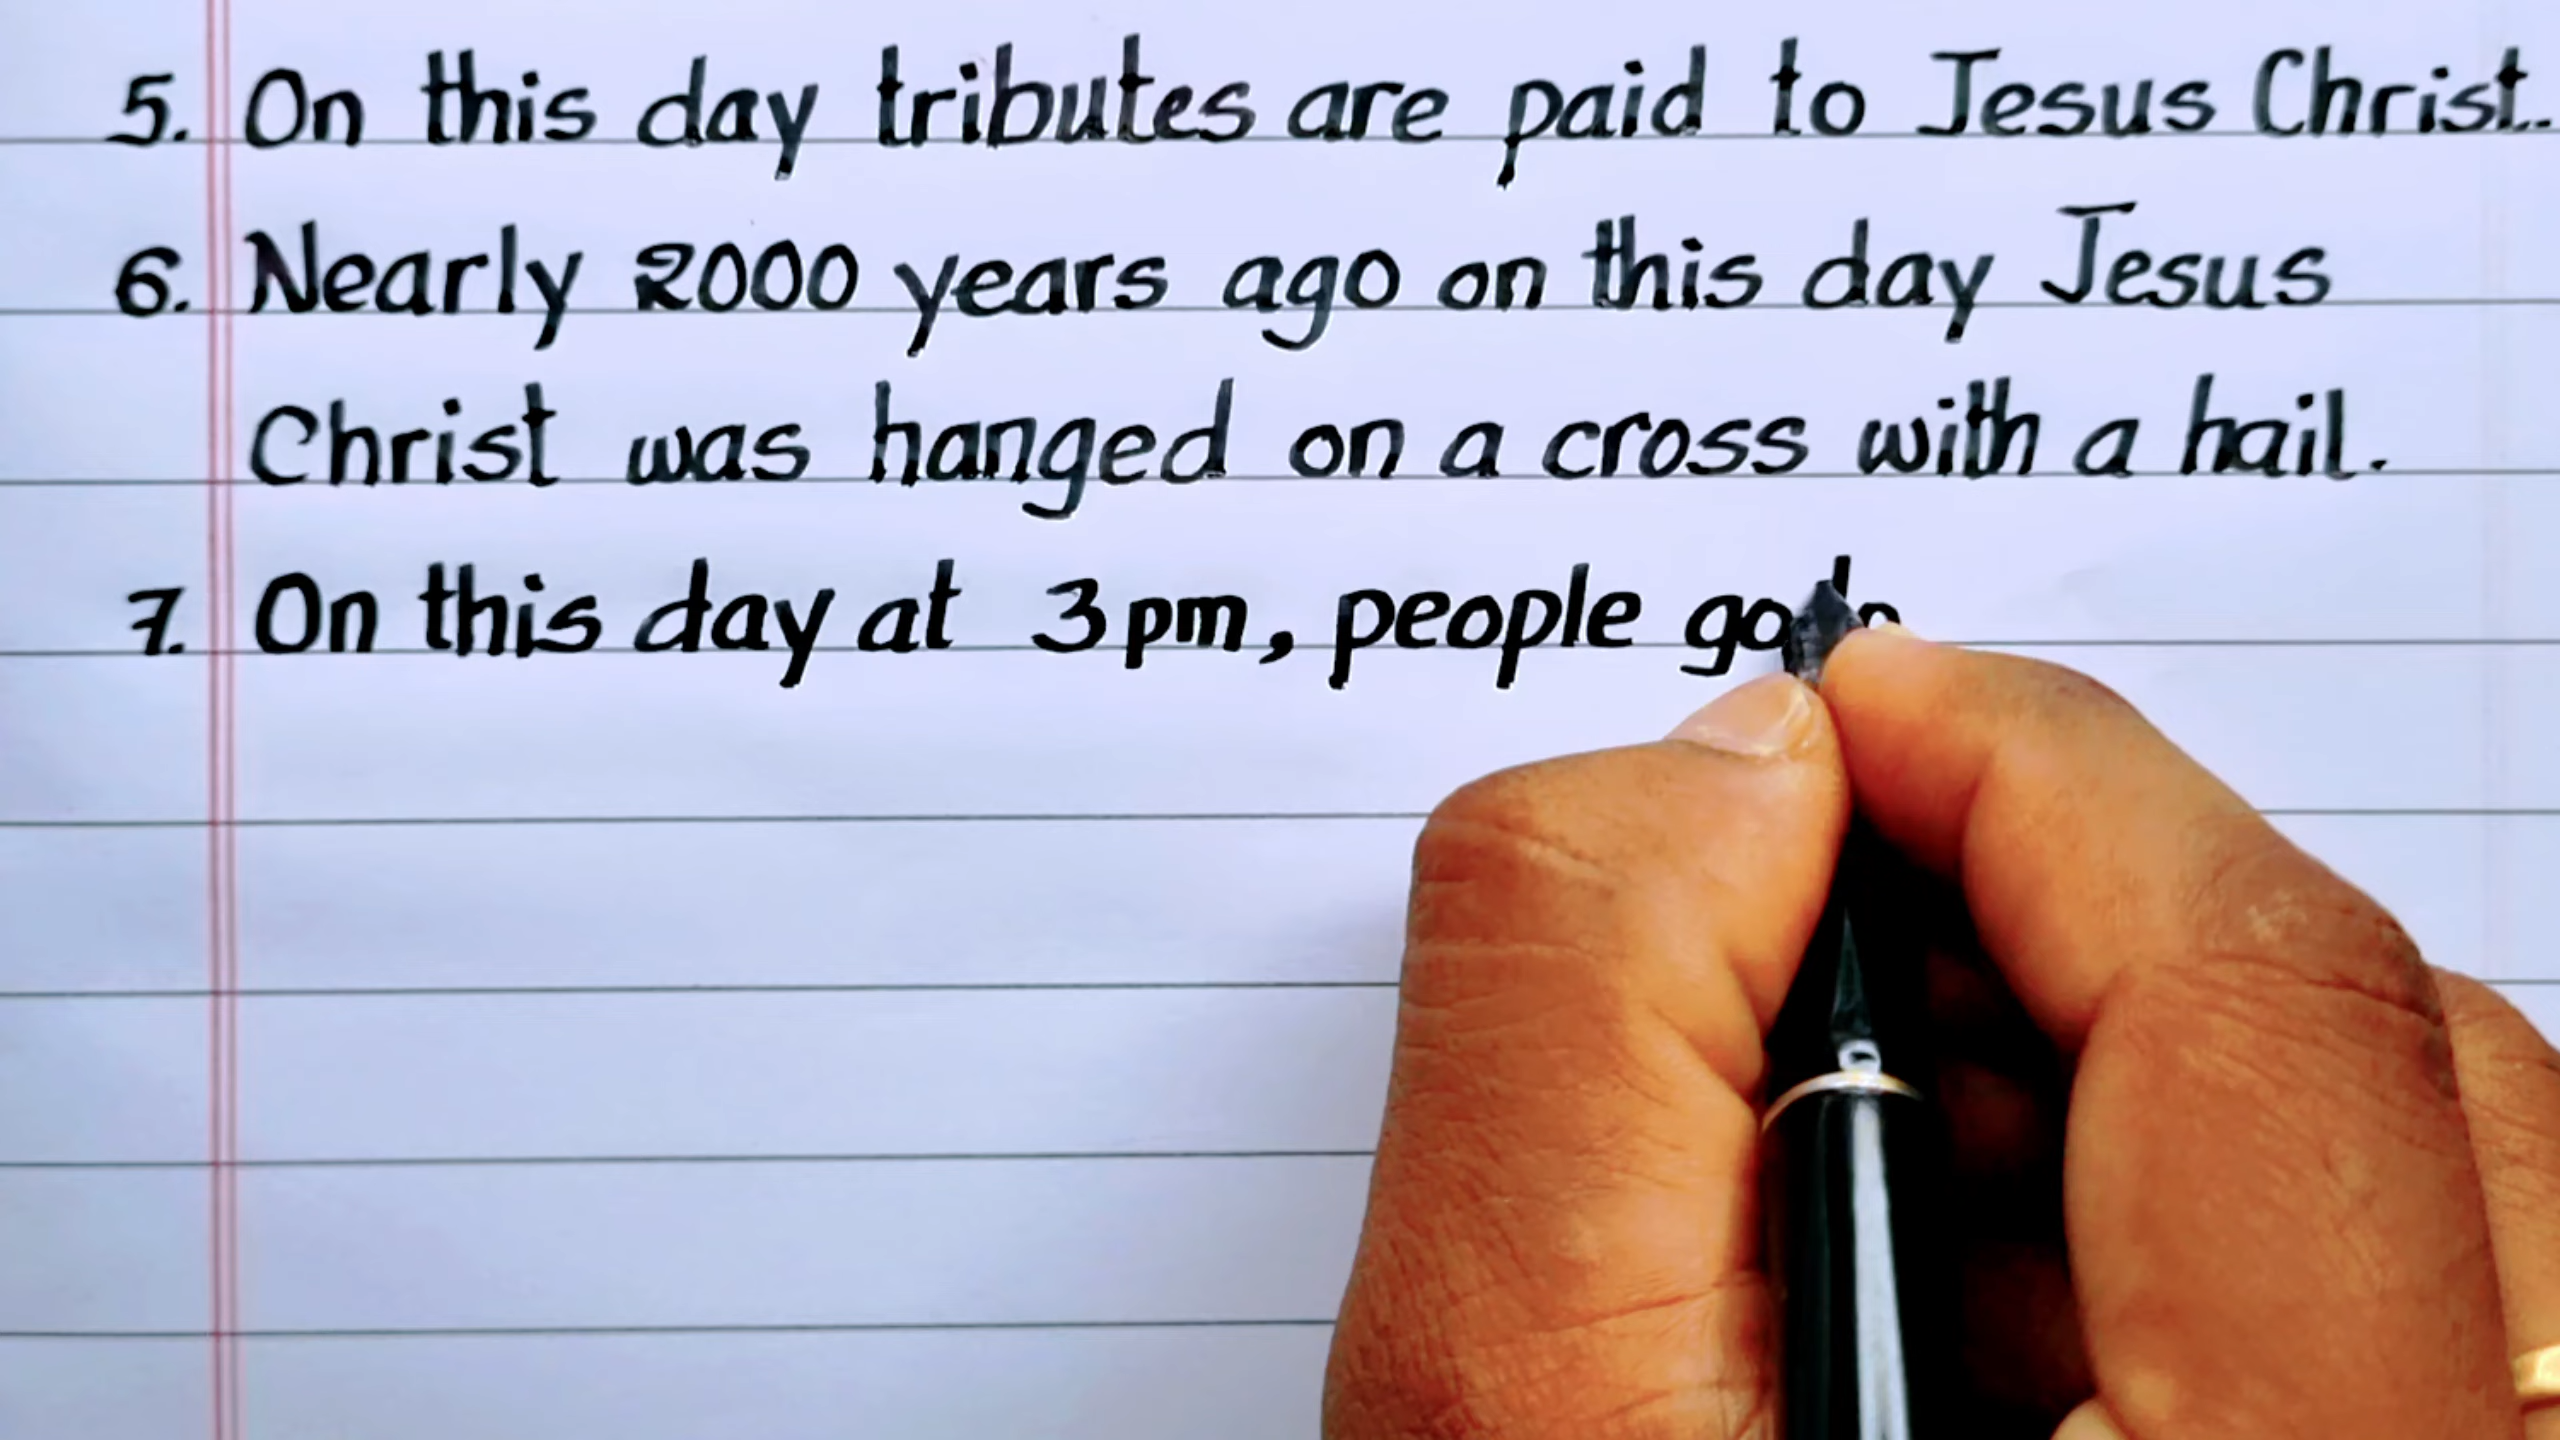 5. On this day tributes are paid to Jesus Christ.
6. Nearly 2000 years ago on this day Jesus
Christ was hanged on a cross with a hail.
7. On this day at 3pm, people go